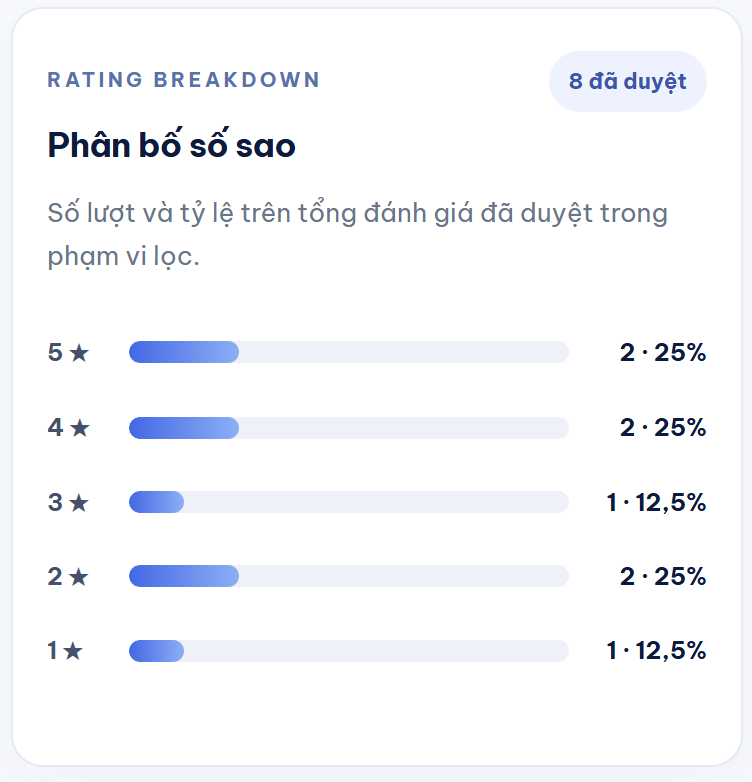 RATING BREAKDOWN
8 đã duyệt
Phân bố số sao
Số lượt và tỷ lệ trên tổng đánh giá đã duyệt trong
phạm vi lọc.
5 ★ 2 · 25%
4 ★ 2 · 25%
3 ★ 1 · 12,5%
2 ★ 2 · 25%
1 ★ 1 · 12,5%